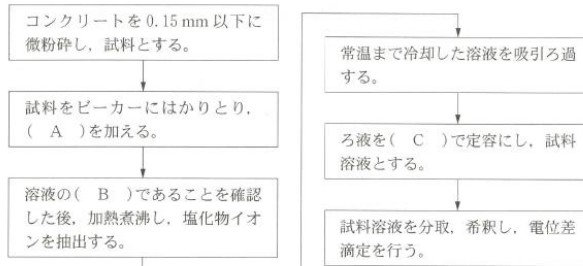 コンクリートを 0.15 mm 以下に
微粉砕し，試料とする。
試料をビーカーにはかりとり，
（　A　）を加える。
溶液の（　B　）であることを確認
した後，加熱煮沸し，塩化物イオ
ンを抽出する。
常温まで冷却した溶液を吸引ろ過
する。
ろ液を（　C　）で定容にし，試料
溶液とする。
試料溶液を分取，希釈し，電位差
滴定を行う。